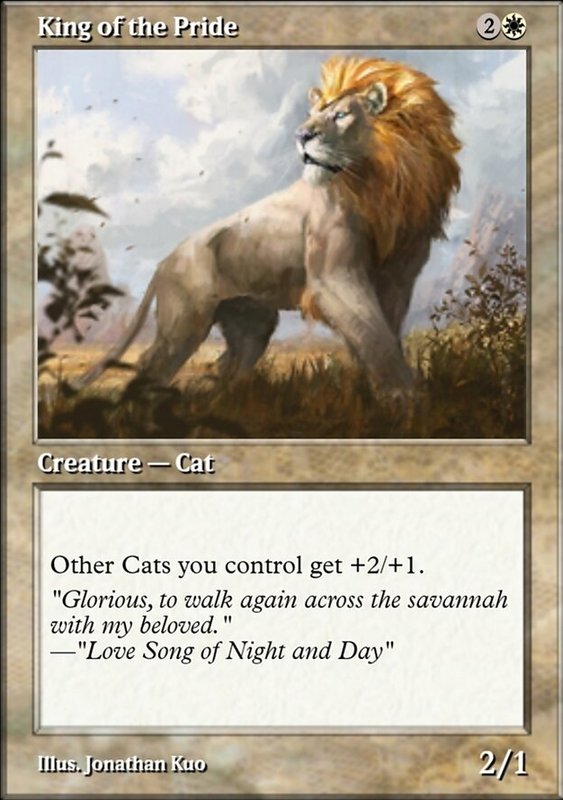 King of the Pride 2
Creature — Cat
Other Cats you control get +2/+1.
"Glorious, to walk again across the savannah
with my beloved."
—"Love Song of Night and Day"
Illus. Jonathan Kuo 2/1